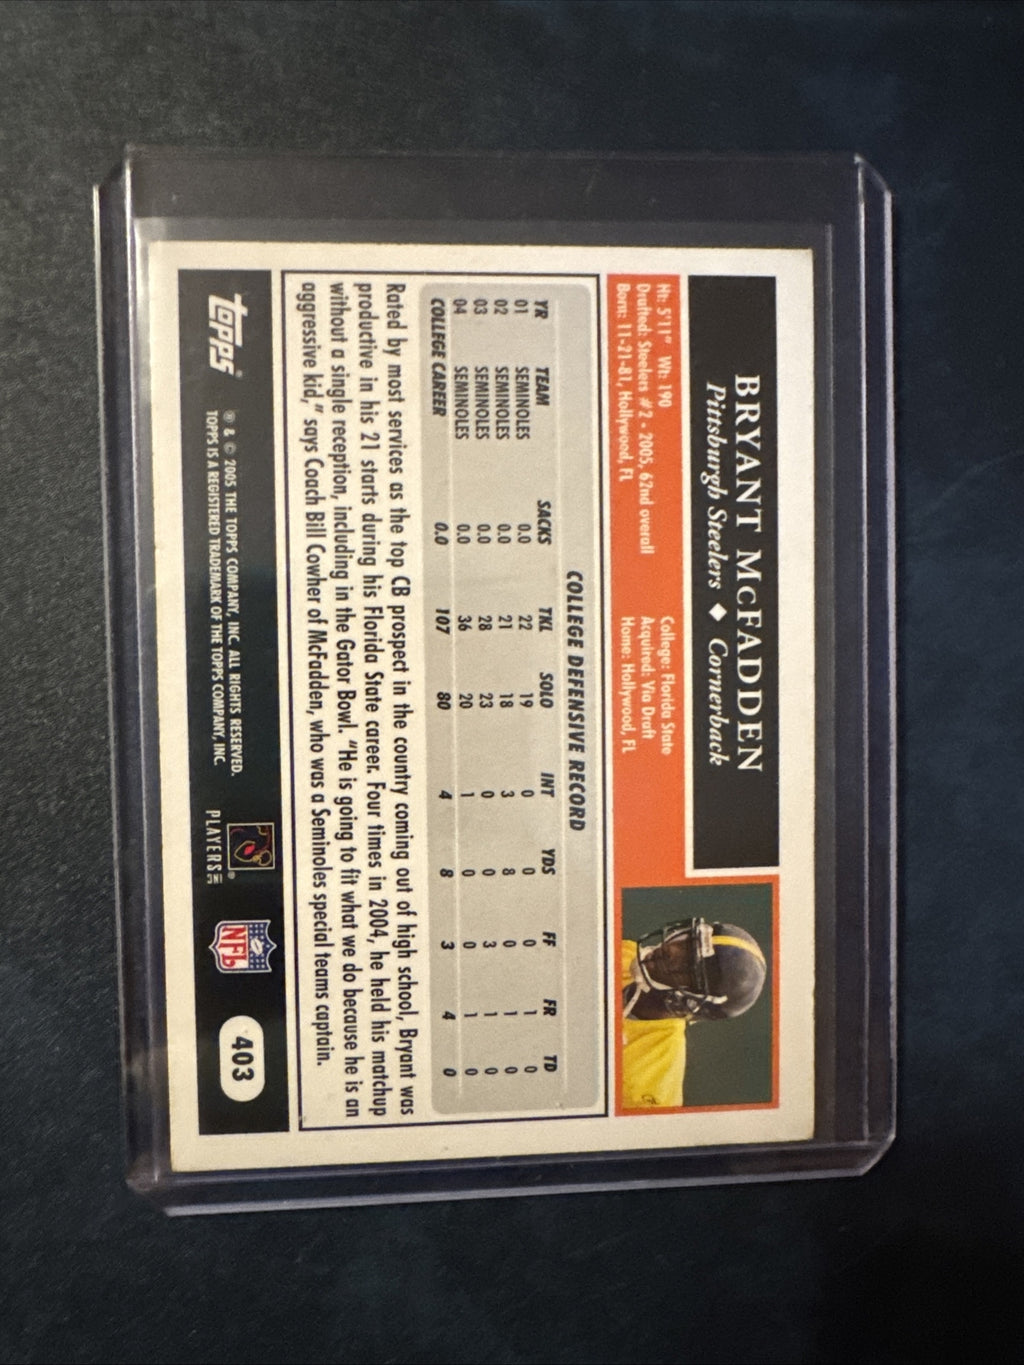 BRYANT McFADDEN
Pittsburgh Steelers ◆ Cornerback
Ht: 5'11" Wt: 190 College: Florida State
Drafted: Steelers #2 • 2005, 62nd overall Acquired: Via Draft
Born: 11-21-81, Hollywood, FL Home: Hollywood, FL
COLLEGE DEFENSIVE RECORD
YR TEAM SACKS TKL SOLO INT YDS FF FR TD
01 SEMINOLES 0.0 22 19 0 0 0 1 0
02 SEMINOLES 0.0 21 18 3 8 0 1 0
03 SEMINOLES 0.0 28 23 0 0 3 1 0
04 SEMINOLES 0.0 36 20 1 0 0 1 0
COLLEGE CAREER 0.0 107 80 4 8 3 4 0
Rated by most services as the top CB prospect in the country coming out of high school, Bryant was
productive in his 21 starts during his Florida State career. Four times in 2004, he held his matchup
without a single reception, including in the Gator Bowl. "He is going to fit what we do because he is an
aggressive kid," says Coach Bill Cowher of McFadden, who was a Seminoles special teams captain.
topps®
® & © 2005 THE TOPPS COMPANY, INC. ALL RIGHTS RESERVED.
TOPPS IS A REGISTERED TRADEMARK OF THE TOPPS COMPANY, INC.
PLAYERS INC
NFL
403